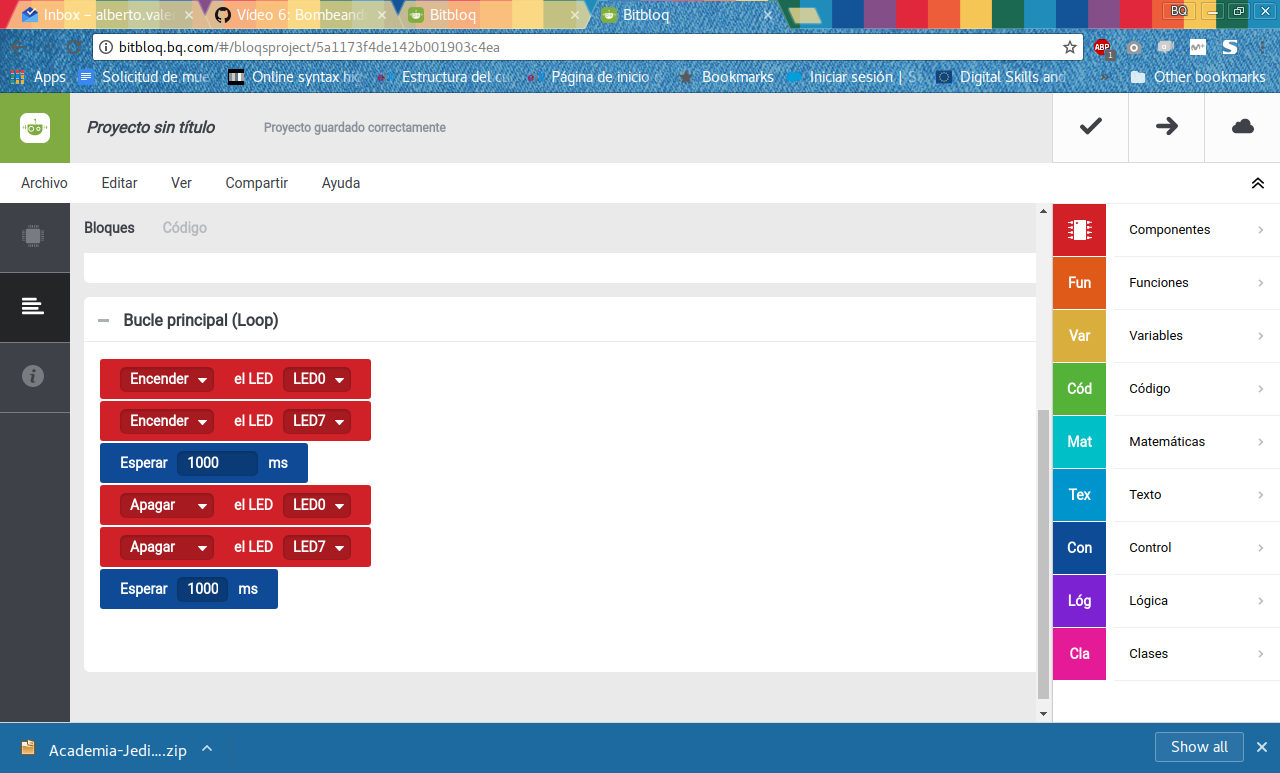 Inbox – alberto.vale
Vídeo 6: Bombeand
Bitbloq
Bitbloq
BQ
bitbloq.bq.com/#/bloqsproject/5a1173f4de142b001903c4ea
ABP
1
Apps
Solicitud de mue
Online syntax hig
Estructura del cu
Página de inicio
Bookmarks
Iniciar sesión | S
Digital Skills and
Other bookmarks
Proyecto sin título
Proyecto guardado correctamente
Archivo
Editar
Ver
Compartir
Ayuda
Bloques
Código
Bucle principal (Loop)
Encender el LED LED0
Encender el LED LED7
Esperar 1000 ms
Apagar el LED LED0
Apagar el LED LED7
Esperar 1000 ms
Componentes
Fun Funciones
Var Variables
Cód Código
Mat Matemáticas
Tex Texto
Con Control
Lóg Lógica
Cla Clases
Academia-Jedi....zip
Show all